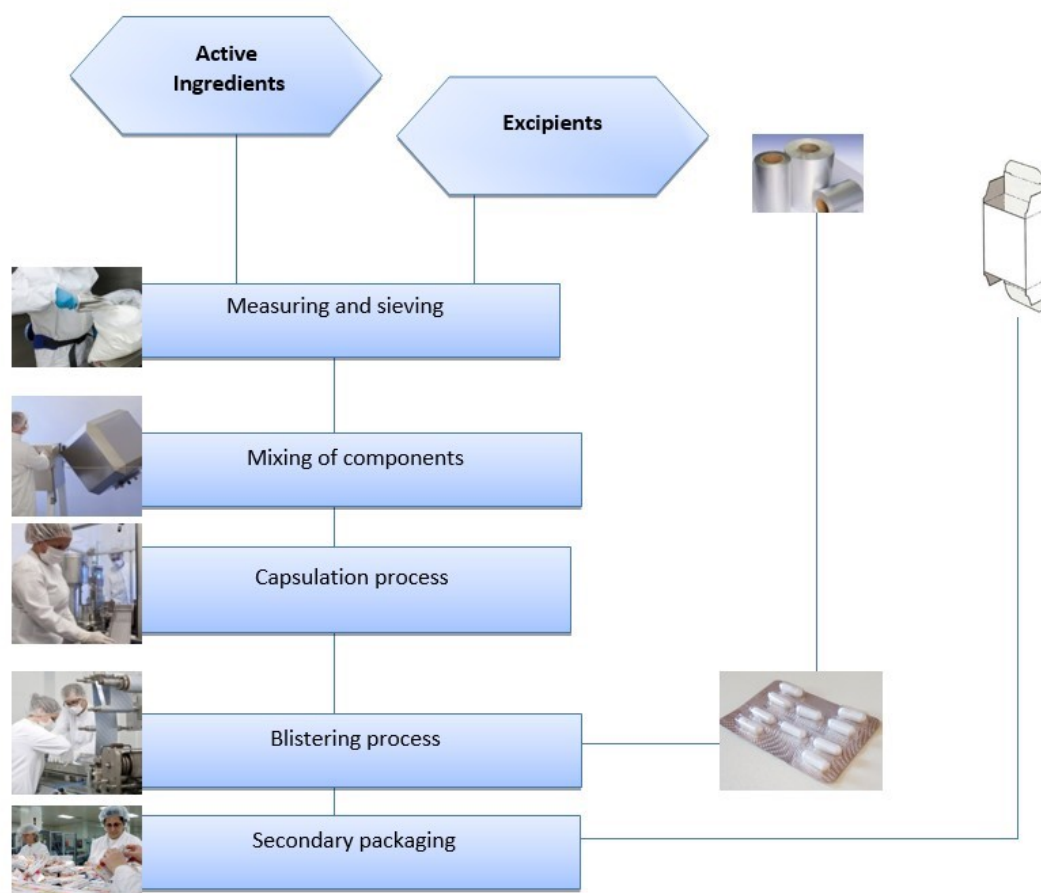 Active
Ingredients
Excipients
Measuring and sieving
Mixing of components
Capsulation process
Blistering process
Secondary packaging